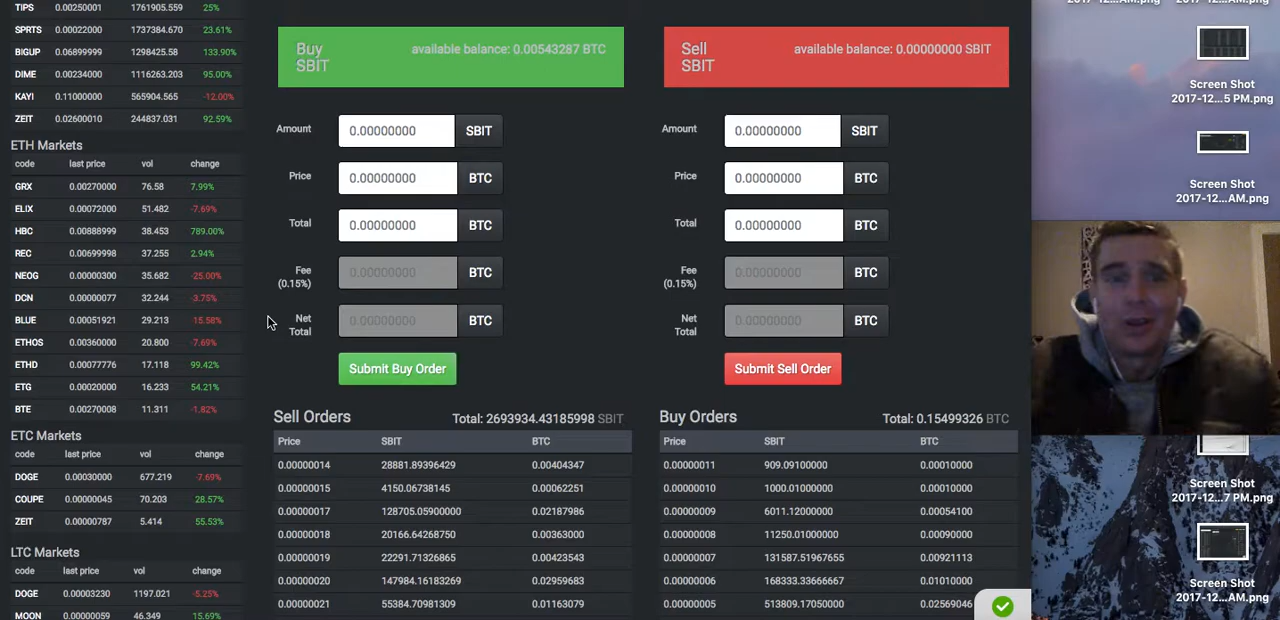 TIPS 0.00250001 1761905.559 25%
SPRTS 0.00022000 1737384.670 23.61%
BIGUP 0.06899999 1298425.58 133.90%
DIME 0.00234000 1116263.203 95.00%
KAYI 0.11000000 565904.565 -12.00%
ZEIT 0.02600010 244837.031 92.59%
ETH Markets
code last price vol change
GRX 0.00270000 76.58 7.99%
ELIX 0.00072000 51.482 -7.69%
HBC 0.00888999 38.453 789.00%
REC 0.00699998 37.255 2.94%
NEOG 0.00000300 35.682 -25.00%
DCN 0.00000077 32.244 -3.75%
BLUE 0.00051921 29.213 -15.58%
ETHOS 0.00360000 20.800 -7.69%
ETHD 0.00077776 17.118 99.42%
ETG 0.00020000 16.233 54.21%
BTE 0.00270008 11.311 -1.82%
ETC Markets
code last price vol change
DOGE 0.00030000 677.219 -7.69%
COUPE 0.00000045 70.203 28.57%
ZEIT 0.00000787 5.414 55.53%
LTC Markets
code last price vol change
DOGE 0.00003230 1197.021 -5.25%
MOON 0.00000059 46.349 15.69%
Buy SBIT
available balance: 0.00543287 BTC
Amount 0.00000000 SBIT
Price 0.00000000 BTC
Total 0.00000000 BTC
Fee (0.15%) 0.00000000 BTC
Net Total 0.00000000 BTC
Submit Buy Order
Sell Orders Total: 2693934.43185998 SBIT
Price SBIT BTC
0.00000014 28881.89396429 0.00404347
0.00000015 4150.06738145 0.00062251
0.00000017 128705.05900000 0.02187986
0.00000018 20166.64268750 0.00363000
0.00000019 22291.71326865 0.00423543
0.00000020 147984.16183269 0.02959683
0.00000021 55384.70981309 0.01163079
Sell SBIT
available balance: 0.00000000 SBIT
Amount 0.00000000 SBIT
Price 0.00000000 BTC
Total 0.00000000 BTC
Fee (0.15%) 0.00000000 BTC
Net Total 0.00000000 BTC
Submit Sell Order
Buy Orders Total: 0.15499326 BTC
Price SBIT BTC
0.00000011 909.09100000 0.00010000
0.00000010 1000.01000000 0.00010000
0.00000009 6011.12000000 0.00054100
0.00000008 11250.01000000 0.00090000
0.00000007 131587.51967655 0.00921113
0.00000006 168333.33666667 0.01010000
0.00000005 513809.17050000 0.02569046
Screen Shot
2017-12...5 PM.png
Screen Shot
2017-12...AM.png
Screen Shot
2017-12...7 PM.png
Screen Shot
2017-12...AM.png